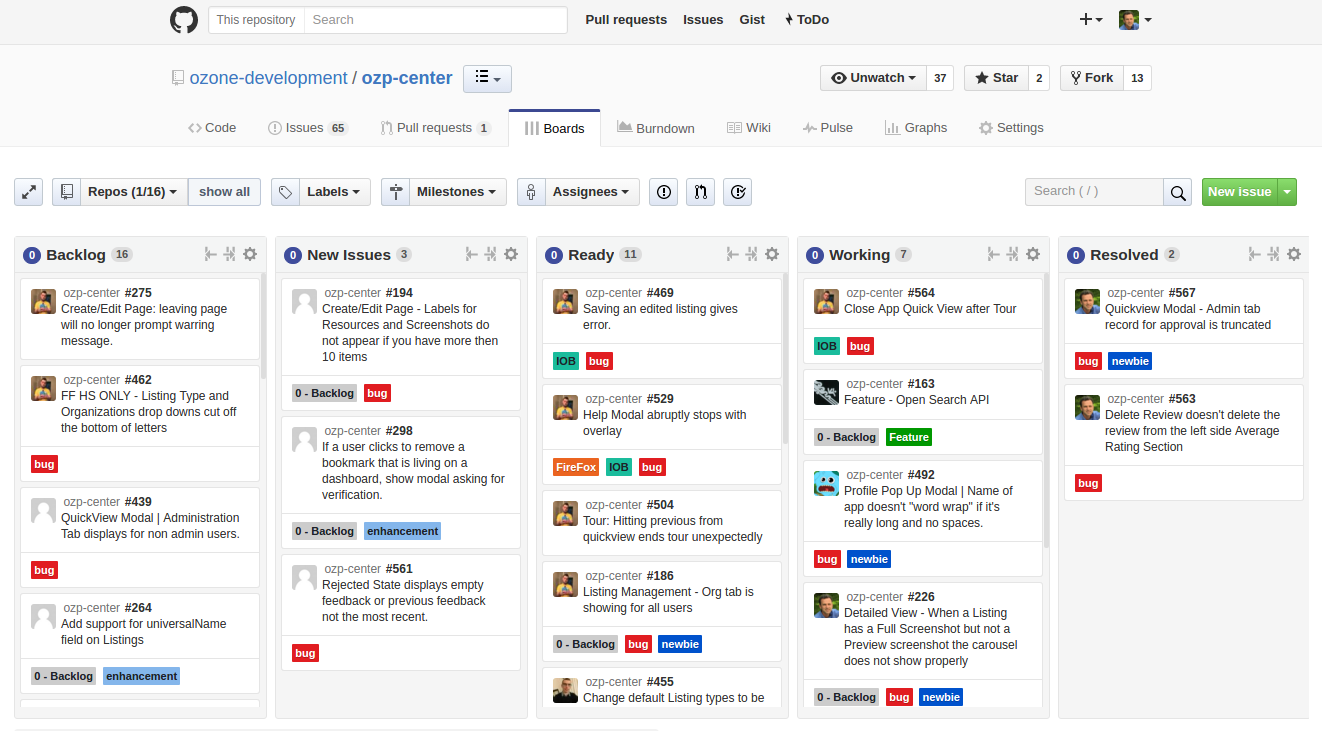 This repository Search Pull requests Issues Gist ToDo
ozone-development / ozp-center Unwatch 37 Star 2 Fork 13
Code Issues 65 Pull requests 1 Boards Burndown Wiki Pulse Graphs Settings
Repos (1/16) show all Labels Milestones Assignees Search ( / ) New issue
0 Backlog 16
ozp-center #275
Create/Edit Page: leaving page
will no longer prompt warring
message.
ozp-center #462
FF HS ONLY - Listing Type and
Organizations drop downs cut off
the bottom of letters
bug
ozp-center #439
QuickView Modal | Administration
Tab displays for non admin users.
bug
ozp-center #264
Add support for universalName
field on Listings
0 - Backlog enhancement
0 New Issues 3
ozp-center #194
Create/Edit Page - Labels for
Resources and Screenshots do
not appear if you have more then
10 items
0 - Backlog bug
ozp-center #298
If a user clicks to remove a
bookmark that is living on a
dashboard, show modal asking for
verification.
0 - Backlog enhancement
ozp-center #561
Rejected State displays empty
feedback or previous feedback
not the most recent.
bug
0 Ready 11
ozp-center #469
Saving an edited listing gives
error.
IOB bug
ozp-center #529
Help Modal abruptly stops with
overlay
FireFox IOB bug
ozp-center #504
Tour: Hitting previous from
quickview ends tour unexpectedly
ozp-center #186
Listing Management - Org tab is
showing for all users
0 - Backlog bug newbie
ozp-center #455
Change default Listing types to be
0 Working 7
ozp-center #564
Close App Quick View after Tour
IOB bug
ozp-center #163
Feature - Open Search API
0 - Backlog Feature
ozp-center #492
Profile Pop Up Modal | Name of
app doesn't "word wrap" if it's
really long and no spaces.
bug newbie
ozp-center #226
Detailed View - When a Listing
has a Full Screenshot but not a
Preview screenshot the carousel
does not show properly
0 - Backlog bug newbie
0 Resolved 2
ozp-center #567
Quickview Modal - Admin tab
record for approval is truncated
bug newbie
ozp-center #563
Delete Review doesn't delete the
review from the left side Average
Rating Section
bug